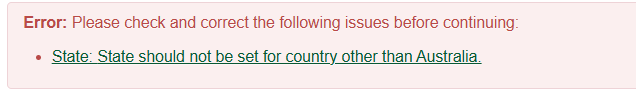 Error: Please check and correct the following issues before continuing:
• State: State should not be set for country other than Australia.